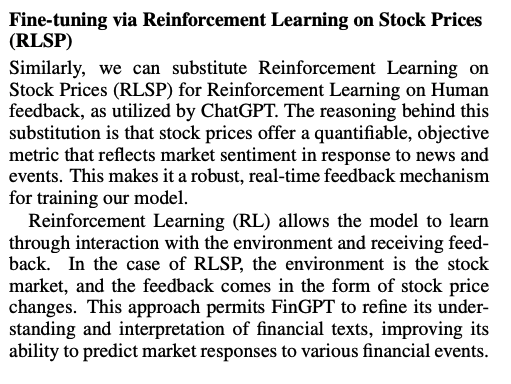 Fine-tuning via Reinforcement Learning on Stock Prices
(RLSP)
Similarly, we can substitute Reinforcement Learning on
Stock Prices (RLSP) for Reinforcement Learning on Human
feedback, as utilized by ChatGPT. The reasoning behind this
substitution is that stock prices offer a quantifiable, objective
metric that reflects market sentiment in response to news and
events. This makes it a robust, real-time feedback mechanism
for training our model.
Reinforcement Learning (RL) allows the model to learn
through interaction with the environment and receiving feed-
back. In the case of RLSP, the environment is the stock
market, and the feedback comes in the form of stock price
changes. This approach permits FinGPT to refine its under-
standing and interpretation of financial texts, improving its
ability to predict market responses to various financial events.